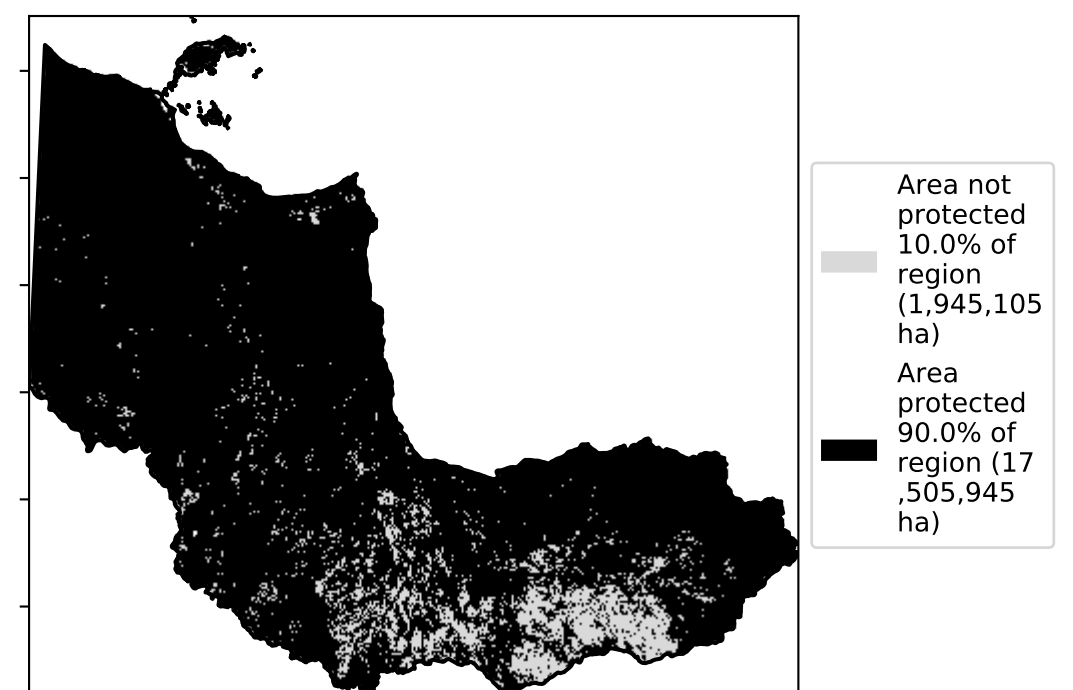 Area not
protected
10.0% of
region
(1,945,105
ha)
Area
protected
90.0% of
region (17
,505,945
ha)